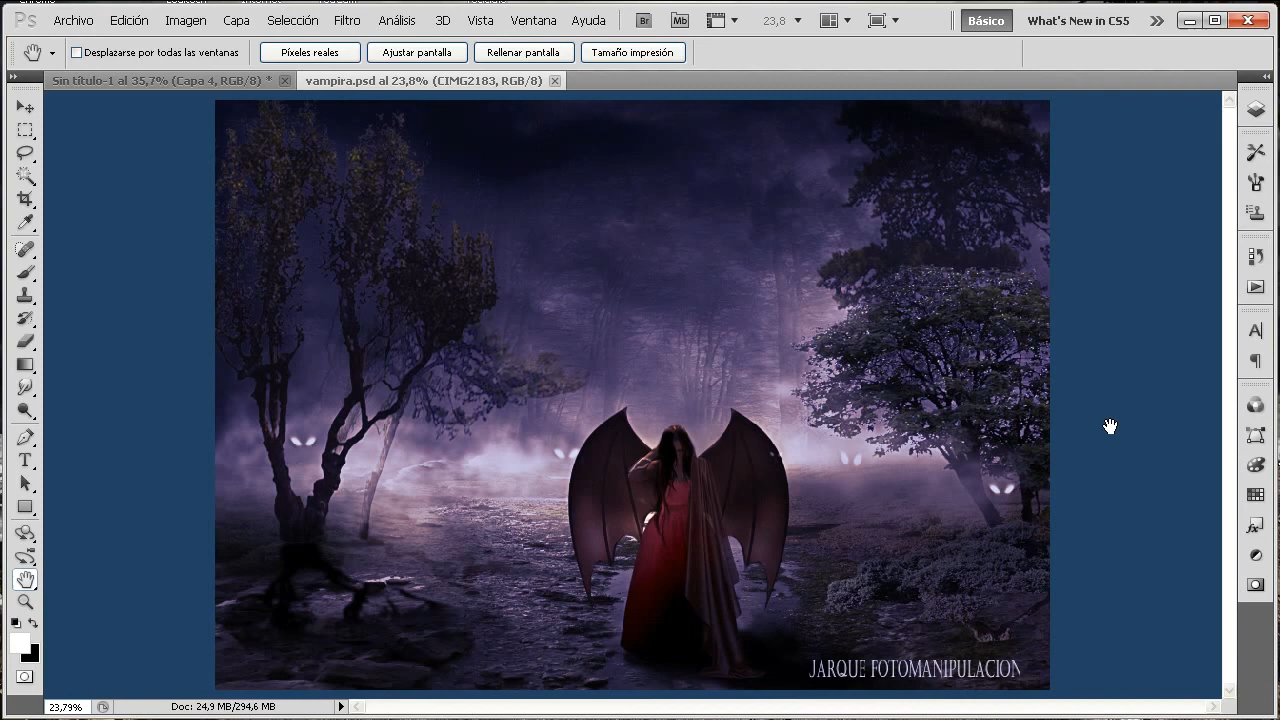 Ps Archivo Edición Imagen Capa Selección Filtro Análisis 3D Vista Ventana Ayuda Br Mb 23,8 Básico What's New in CS5
Desplazarse por todas las ventanas Píxeles reales Ajustar pantalla Rellenar pantalla Tamaño impresión
Sin título-1 al 35,7% (Capa 4, RGB/8) * vampira.psd al 23,8% (CIMG2183, RGB/8)
JARQUE FOTOMANIPULACION
23,79% Doc: 24,9 MB/294,6 MB